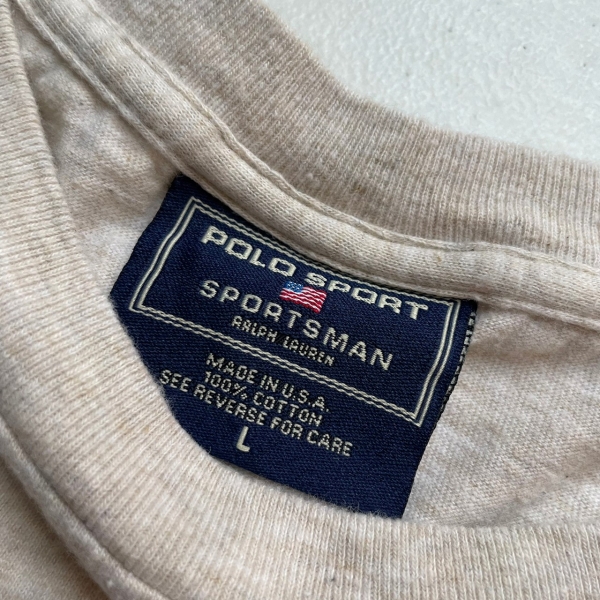 POLO SPORT
SPORTSMAN
RALPH LAUREN
MADE IN U.S.A.
100% COTTON
SEE REVERSE FOR CARE
L